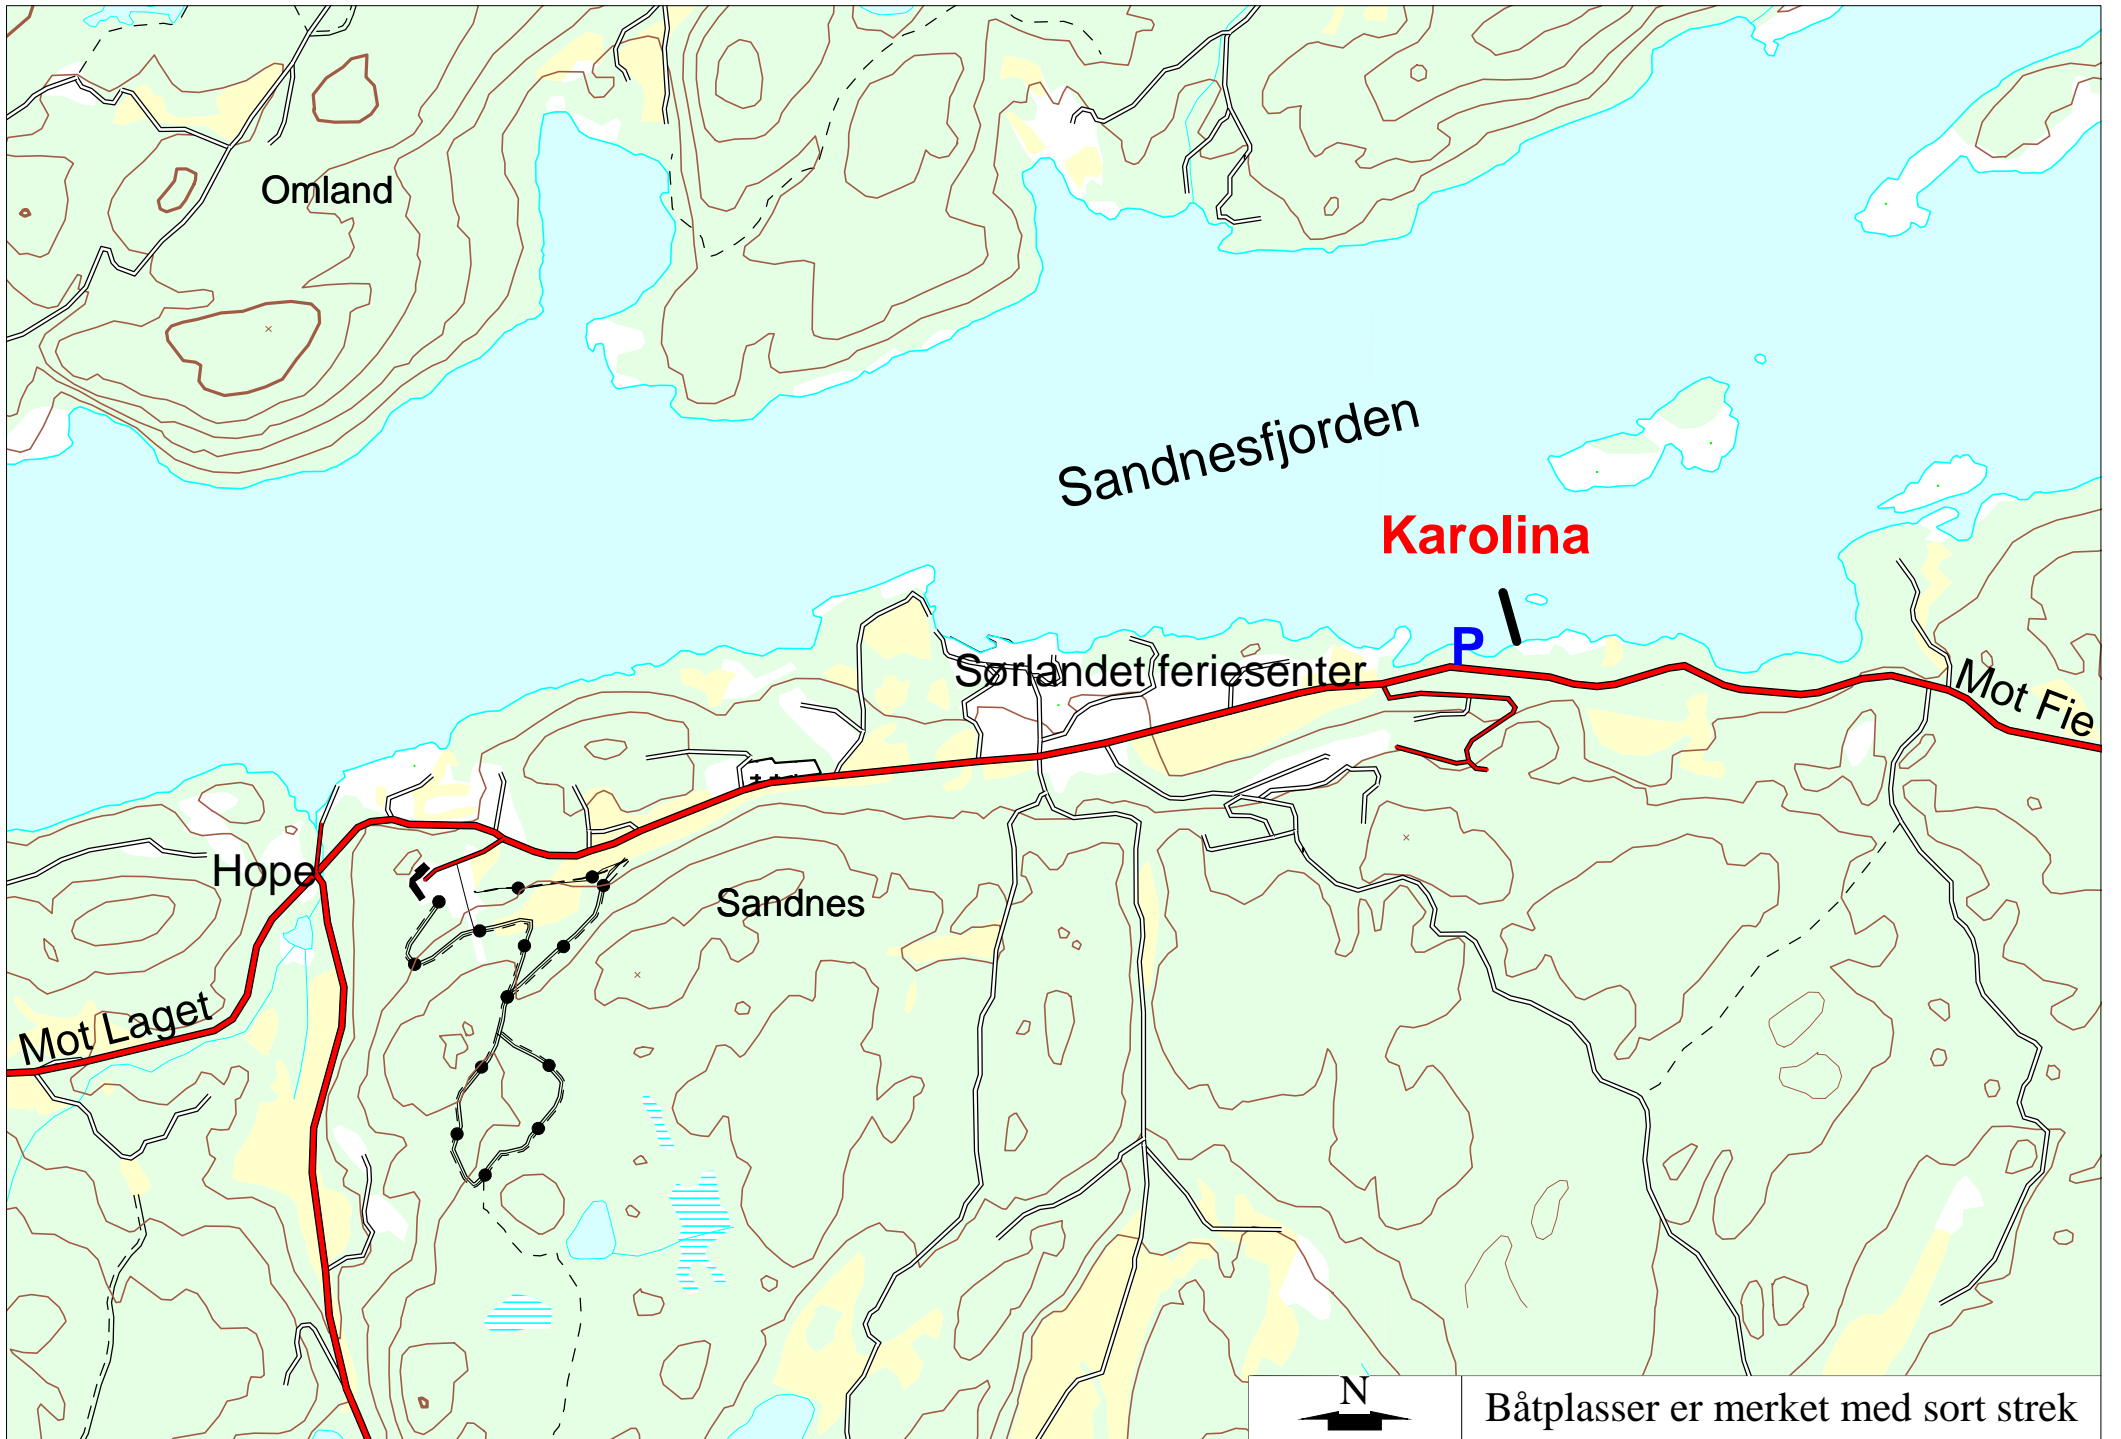 Omland
Sandnesfjorden
Karolina
P
Sørlandet feriesenter
Mot Fie
Hope
Sandnes
Mot Laget
N
Båtplasser er merket med sort strek